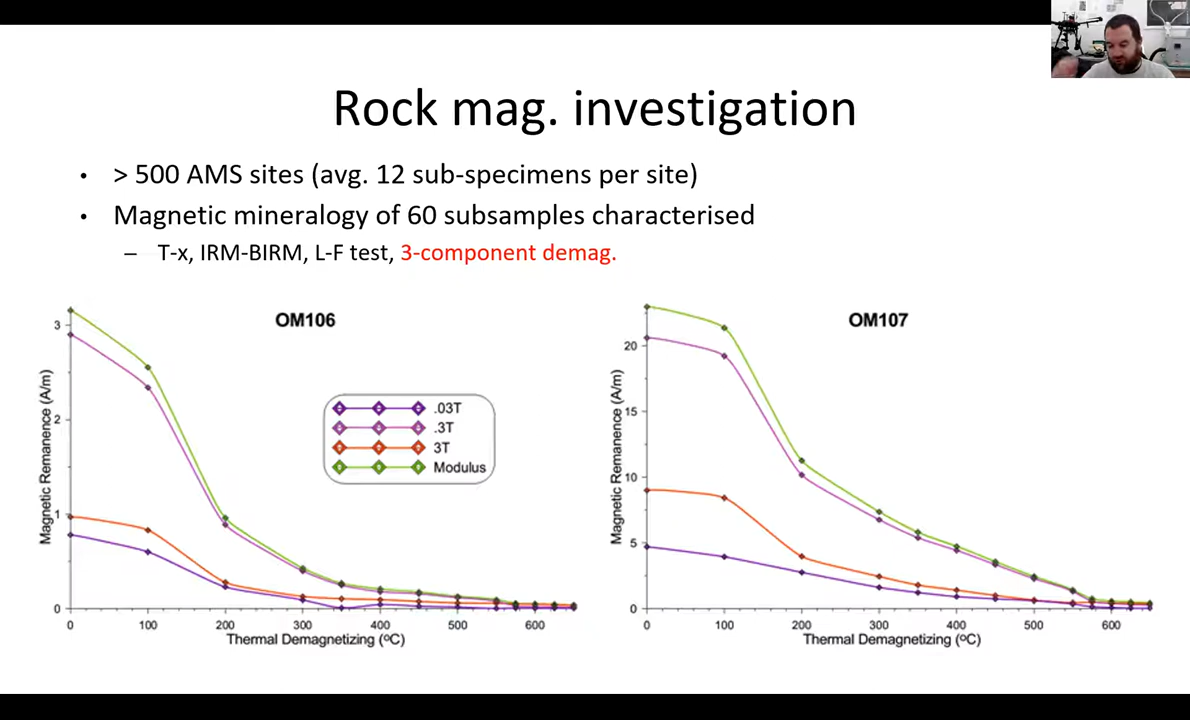 Rock mag. investigation
• > 500 AMS sites (avg. 12 sub-specimens per site)
• Magnetic mineralogy of 60 subsamples characterised
– T-x, IRM-BIRM, L-F test, 3-component demag.
OM106
3
2
1
0
Magnetic Remanence (A/m)
.03T
.3T
3T
Modulus
0 100 200 300 400 500 600
Thermal Demagnetizing (ºC)
OM107
20
15
10
5
0
Magnetic Remanence (A/m)
0 100 200 300 400 500 600
Thermal Demagnetizing (ºC)